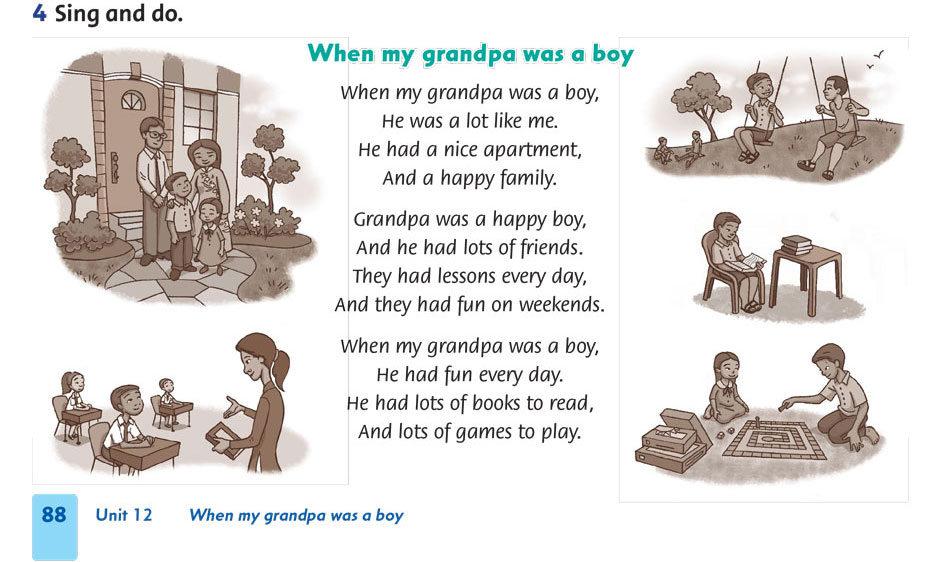 4 Sing and do.
When my grandpa was a boy
When my grandpa was a boy,
He was a lot like me.
He had a nice apartment,
And a happy family.
Grandpa was a happy boy,
And he had lots of friends.
They had lessons every day,
And they had fun on weekends.
When my grandpa was a boy,
He had fun every day.
He had lots of books to read,
And lots of games to play.
88 Unit 12 When my grandpa was a boy